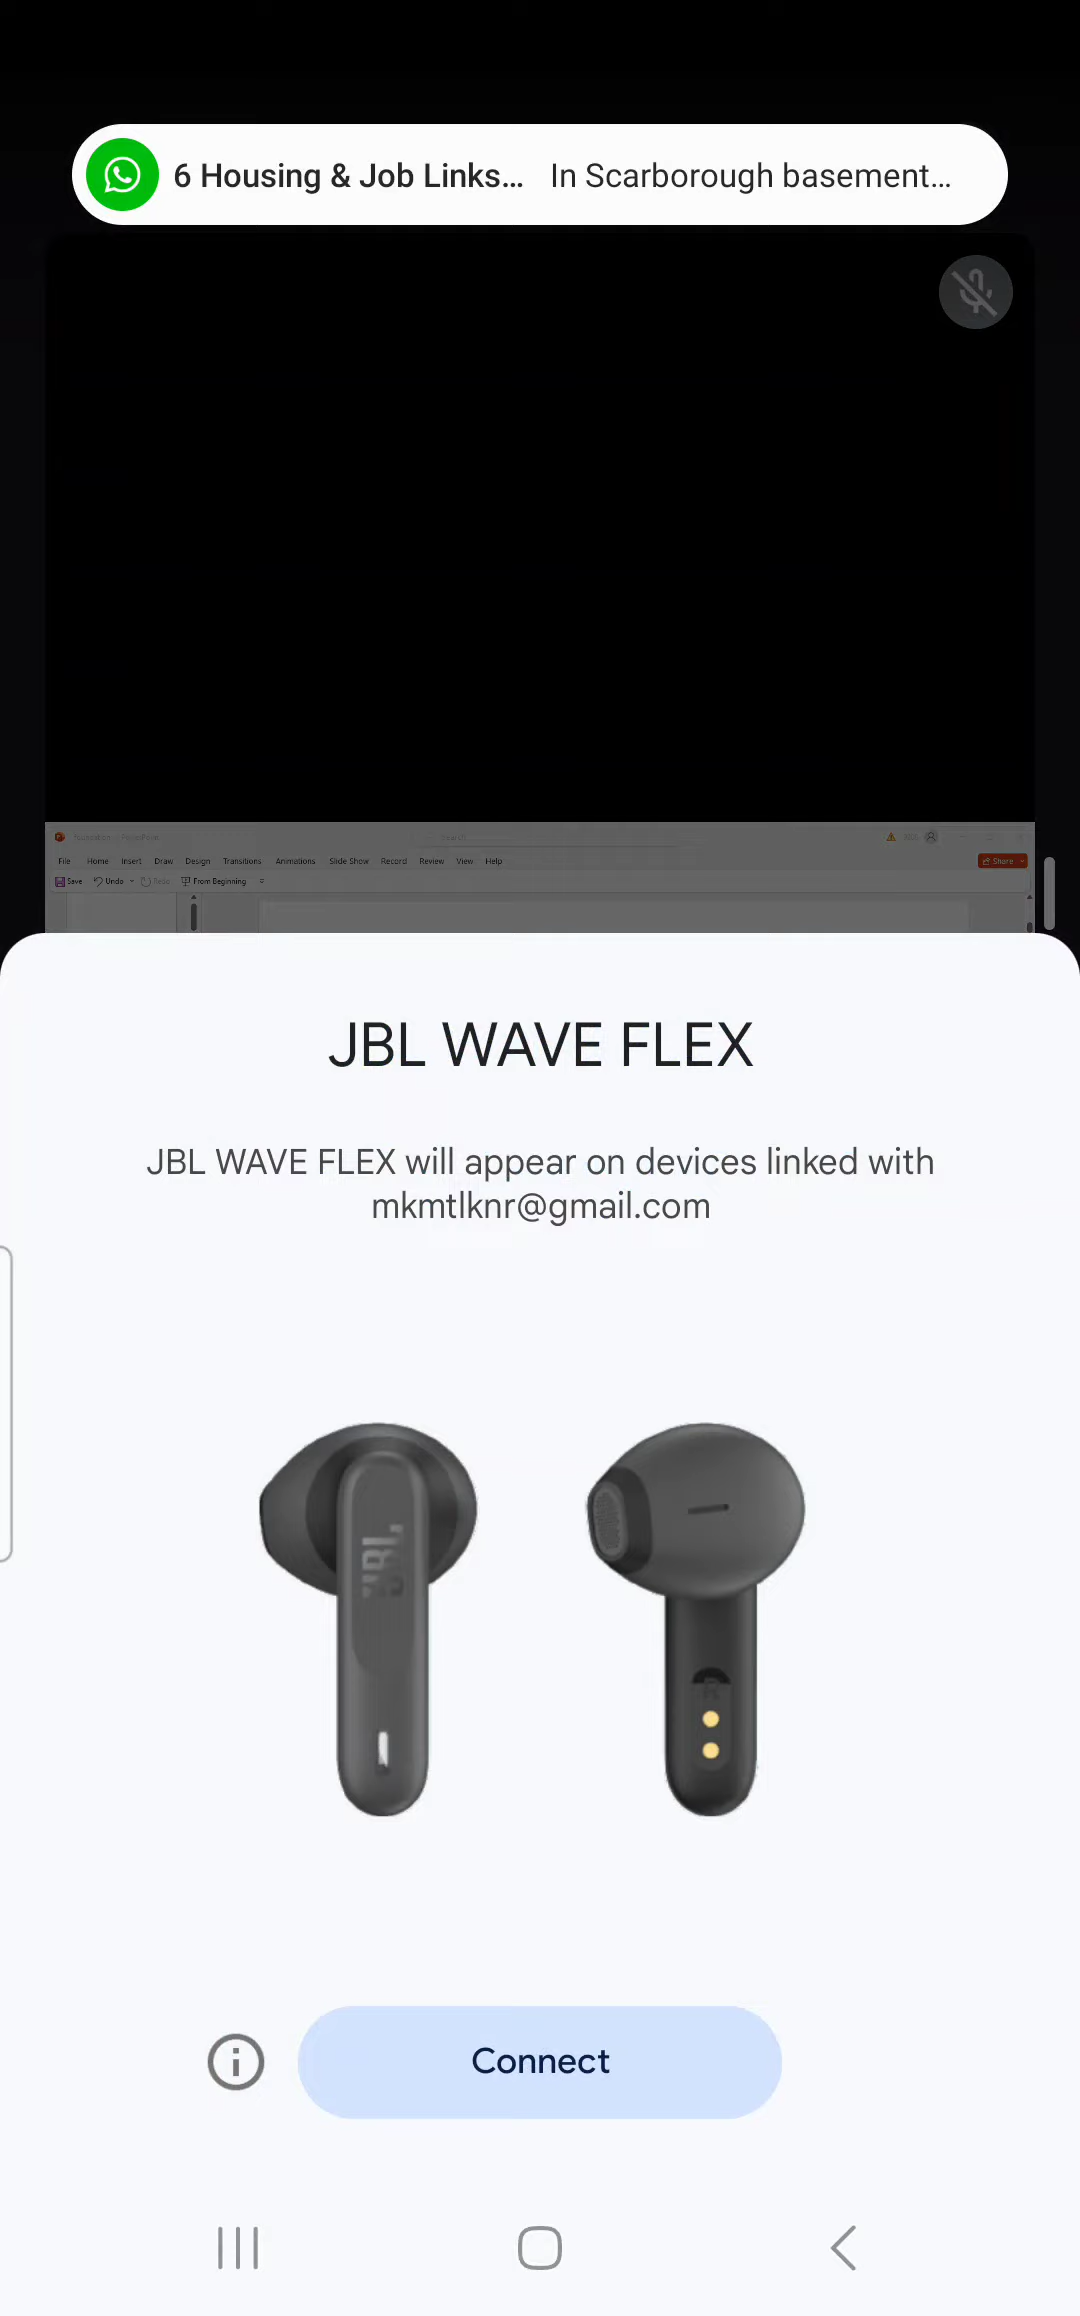 6 Housing & Job Links... In Scarborough basement...
File Home Insert Draw Design Transitions Animations Slide Show Record Review View Help Share
Save Undo Redo From Beginning
JBL WAVE FLEX
JBL WAVE FLEX will appear on devices linked with
mkmtlknr@gmail.com
JBL
R
Connect